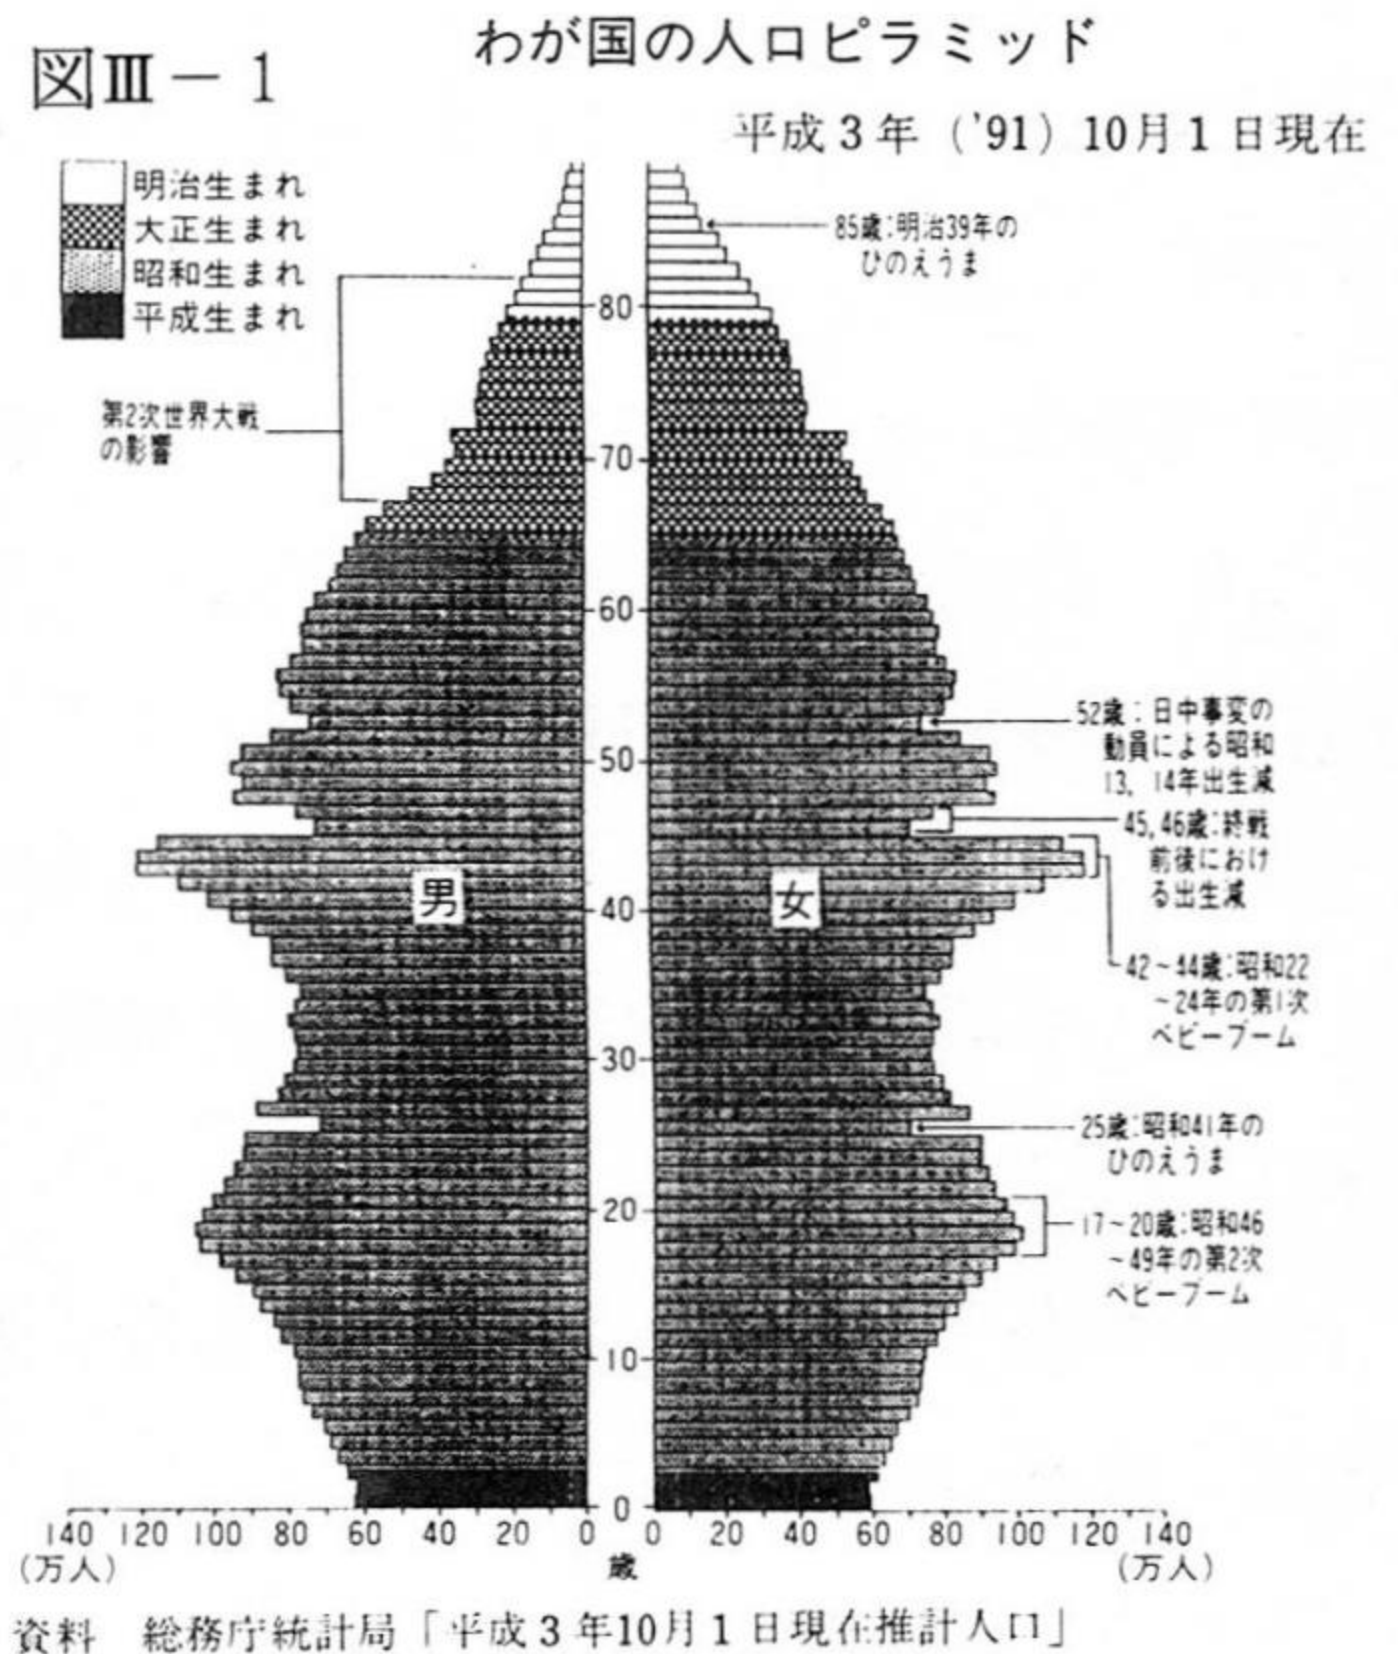 わが国の人口ピラミッド
図Ⅲ－1
平成3年('91)10月1日現在
明治生まれ
大正生まれ
昭和生まれ
平成生まれ
85歳:明治39年の
ひのえうま
第2次世界大戦
の影響
52歳:日中事変の
動員による昭和
13,14年出生減
45,46歳:終戦
前後におけ
る出生減
42～44歳:昭和22
～24年の第1次
ベビーブーム
25歳:昭和41年の
ひのえうま
17～20歳:昭和46
～49年の第2次
ベビーブーム
男
女
80
70
60
50
40
30
20
10
0
140 120 100 80 60 40 20 0
0 20 40 60 80 100 120 140
(万人)
歳
(万人)
資料 総務庁統計局「平成3年10月1日現在推計人口」